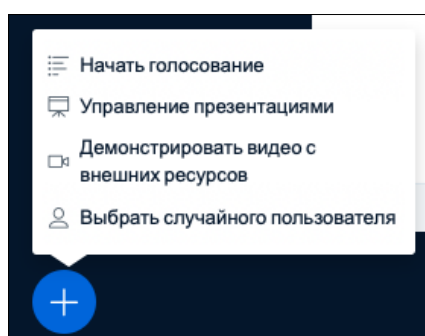 Начать голосование
Управление презентациями
Демонстрировать видео с
внешних ресурсов
Выбрать случайного пользователя